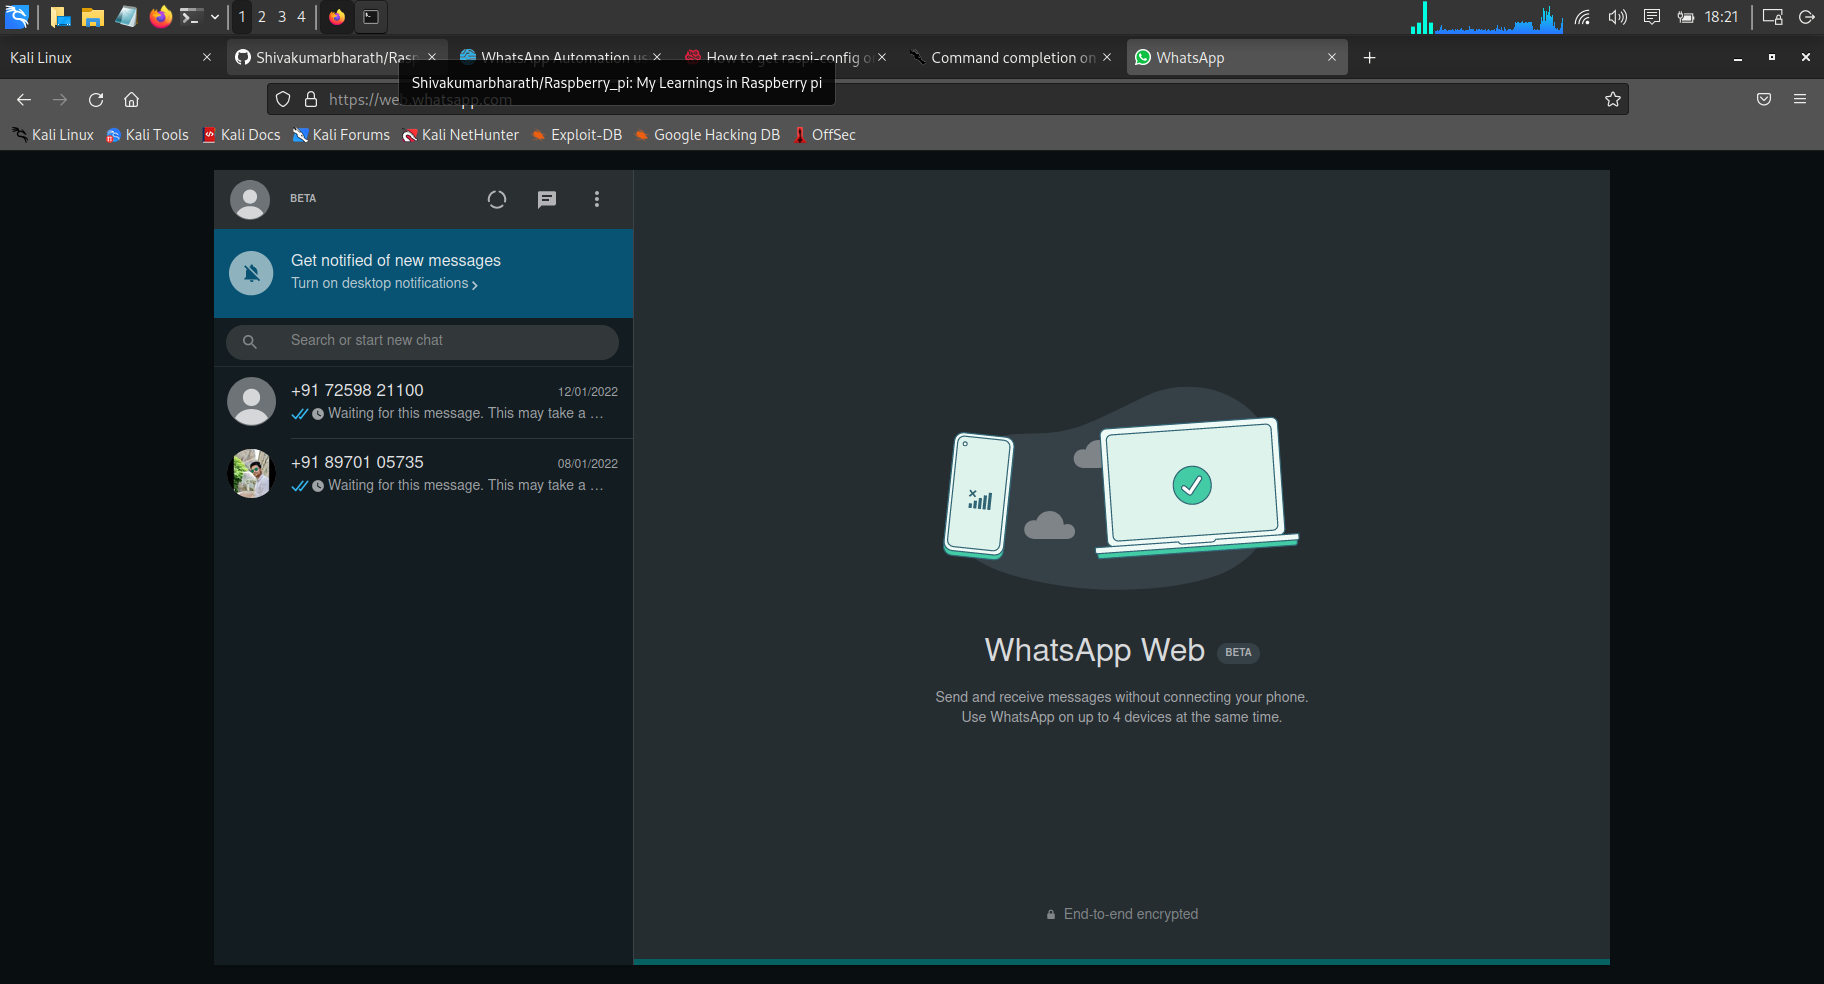 1 2 3 4 18:21
Kali Linux Shivakumarbharath/Rasp WhatsApp Automation us How to get raspi-config o Command completion on WhatsApp
Shivakumarbharath/Raspberry_pi: My Learnings in Raspberry pi
https://web.whatsapp.com
Kali Linux Kali Tools Kali Docs Kali Forums Kali NetHunter Exploit-DB Google Hacking DB OffSec
BETA
Get notified of new messages
Turn on desktop notifications
Search or start new chat
+91 72598 21100 12/01/2022
Waiting for this message. This may take a …
+91 89701 05735 08/01/2022
Waiting for this message. This may take a …
WhatsApp Web BETA
Send and receive messages without connecting your phone.
Use WhatsApp on up to 4 devices at the same time.
End-to-end encrypted